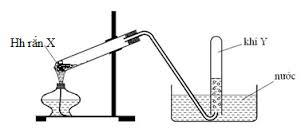 Hh rắn X
khí Y
nước